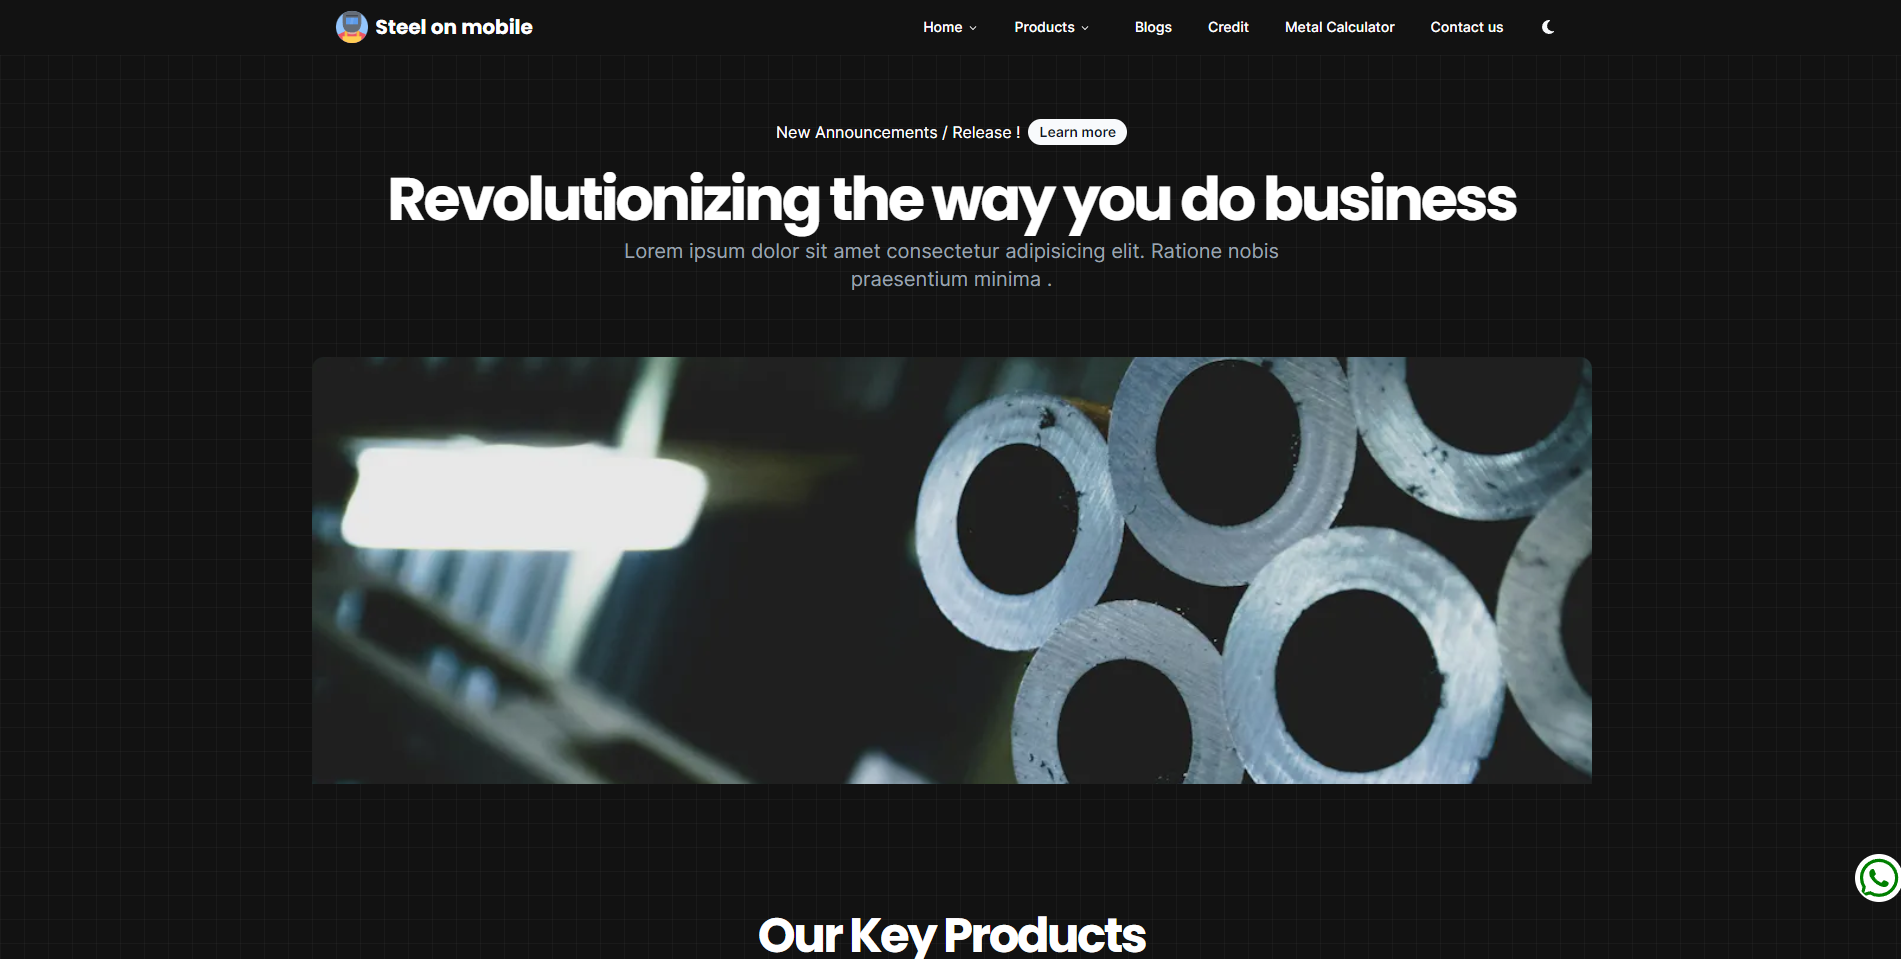 Steel on mobile
Home Products Blogs Credit Metal Calculator Contact us
New Announcements / Release ! Learn more
Revolutionizing the way you do business
Lorem ipsum dolor sit amet consectetur adipisicing elit. Ratione nobis
praesentium minima .
Our Key Products